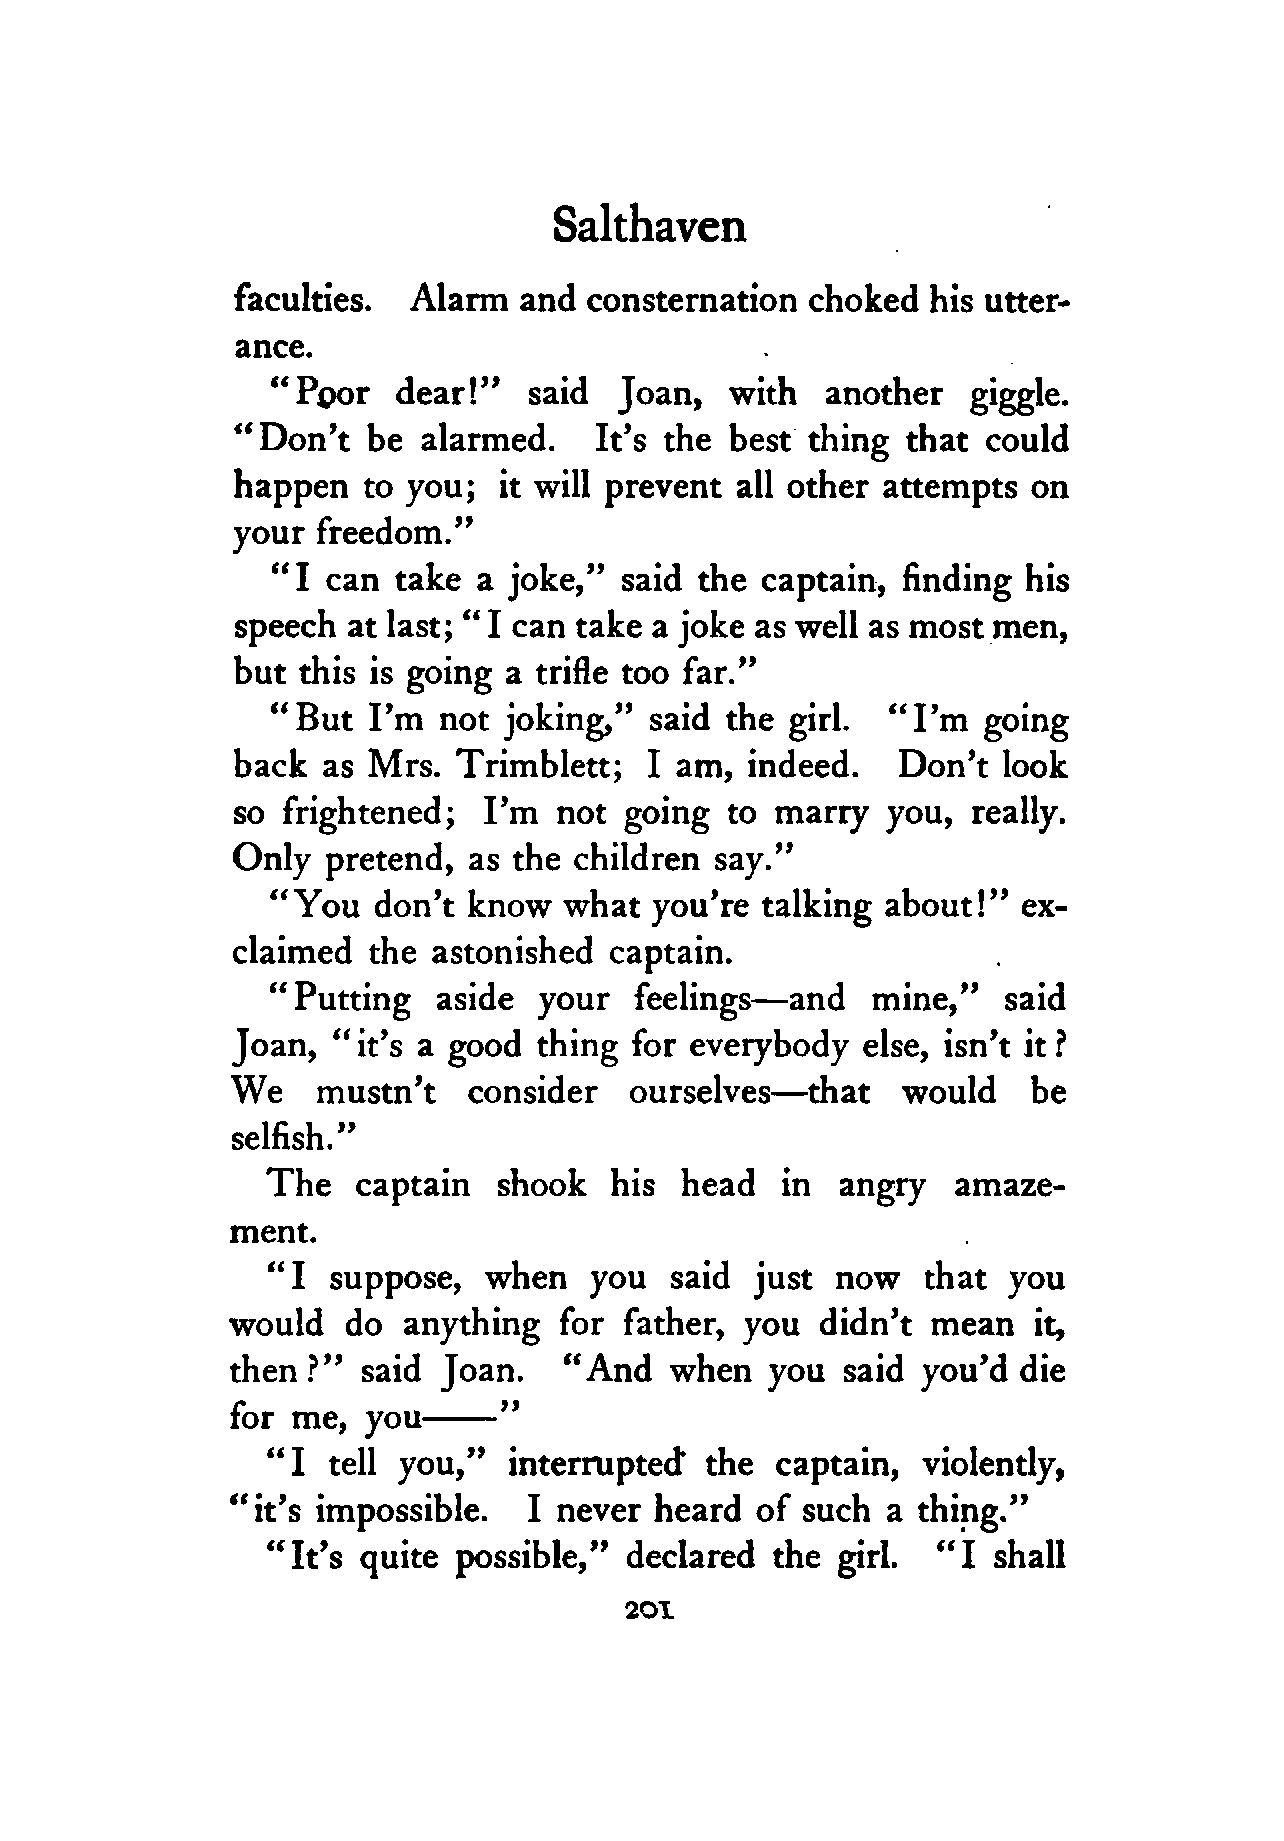 Salthaven
faculties. Alarm and consternation choked his utter-
ance.
"Poor dear!" said Joan, with another giggle.
"Don't be alarmed. It's the best thing that could
happen to you; it will prevent all other attempts on
your freedom."
"I can take a joke," said the captain, finding his
speech at last; "I can take a joke as well as most men,
but this is going a trifle too far."
"But I'm not joking," said the girl. "I'm going
back as Mrs. Trimblett; I am, indeed. Don't look
so frightened; I'm not going to marry you, really.
Only pretend, as the children say."
"You don't know what you're talking about!" ex-
claimed the astonished captain.
"Putting aside your feelings—and mine," said
Joan, "it's a good thing for everybody else, isn't it?
We mustn't consider ourselves—that would be
selfish."
The captain shook his head in angry amaze-
ment.
"I suppose, when you said just now that you
would do anything for father, you didn't mean it,
then?" said Joan. "And when you said you'd die
for me, you——"
"I tell you," interrupted the captain, violently,
"it's impossible. I never heard of such a thing."
"It's quite possible," declared the girl. "I shall
201